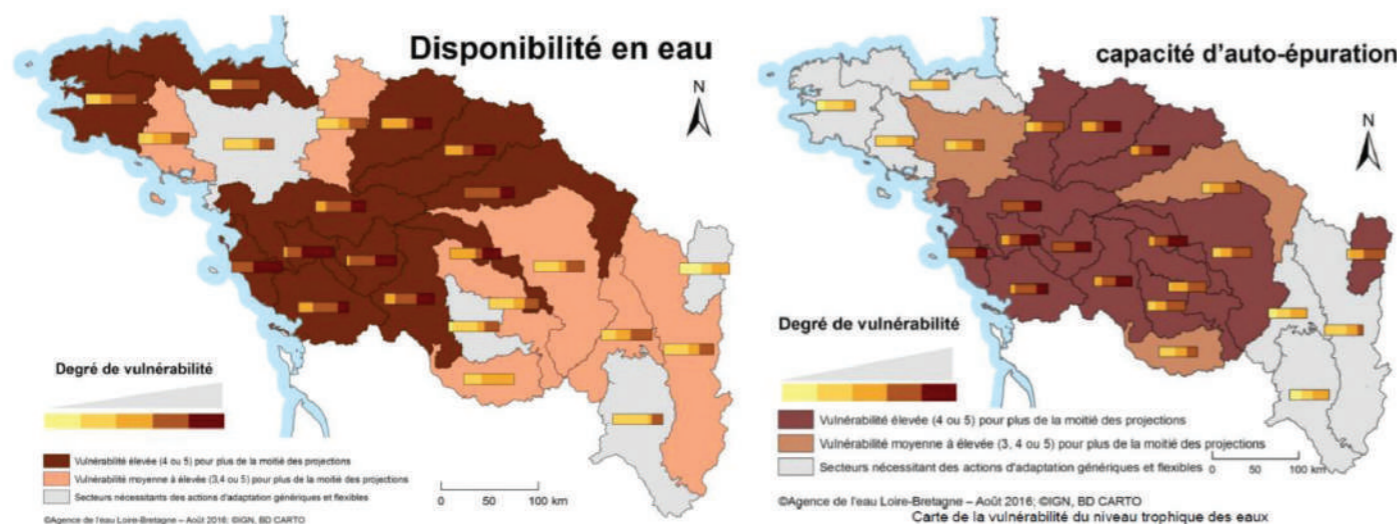 Disponibilité en eau
N
Degré de vulnérabilité
Vulnérabilité élevée (4 ou 5) pour plus de la moitié des projections
Vulnérabilité moyenne à élevée (3,4 ou 5) pour plus de la moitié des projections
Secteurs nécessitants des actions d'adaptation génériques et flexibles
0 50 100 km
©Agence de l'eau Loire-Bretagne – Août 2016; ©IGN, BD CARTO
capacité d'auto-épuration
N
Degré de vulnérabilité
Vulnérabilité élevée (4 ou 5) pour plus de la moitié des projections
Vulnérabilité moyenne à élevée (3, 4 ou 5) pour plus de la moitié des projections
Secteurs nécessitant des actions d'adaptation génériques et flexibles
0 50 100 km
©Agence de l'eau Loire-Bretagne – Août 2016; ©IGN, BD CARTO
Carte de la vulnérabilité du niveau trophique des eaux